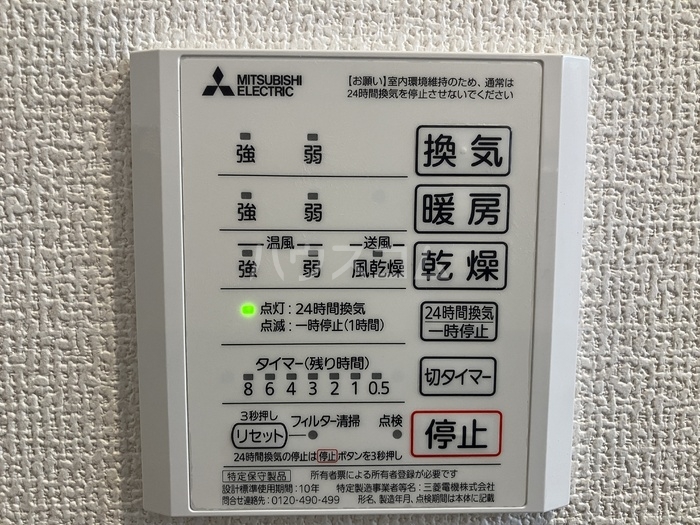 MITSUBISHI
ELECTRIC
【お願い】室内環境維持のため、通常は
24時間換気を停止させないでください
強 弱 換気
強 弱 暖房
温風 送風
強 弱 風乾燥 乾燥
点灯：24時間換気
点滅：一時停止(1時間)
24時間換気
一時停止
タイマー(残り時間)
8 6 4 3 2 1 0.5
切タイマー
3秒押し
リセット フィルター清掃 点検
停止
24時間換気の停止は停止ボタンを3秒押し
特定保守製品 所有者票による所有者登録が必要です
設計標準使用期間：10年 特定製造事業者等名：三菱電機株式会社
問合せ連絡先：0120-490-499 形名、製造年月、点検期間は本体に記載